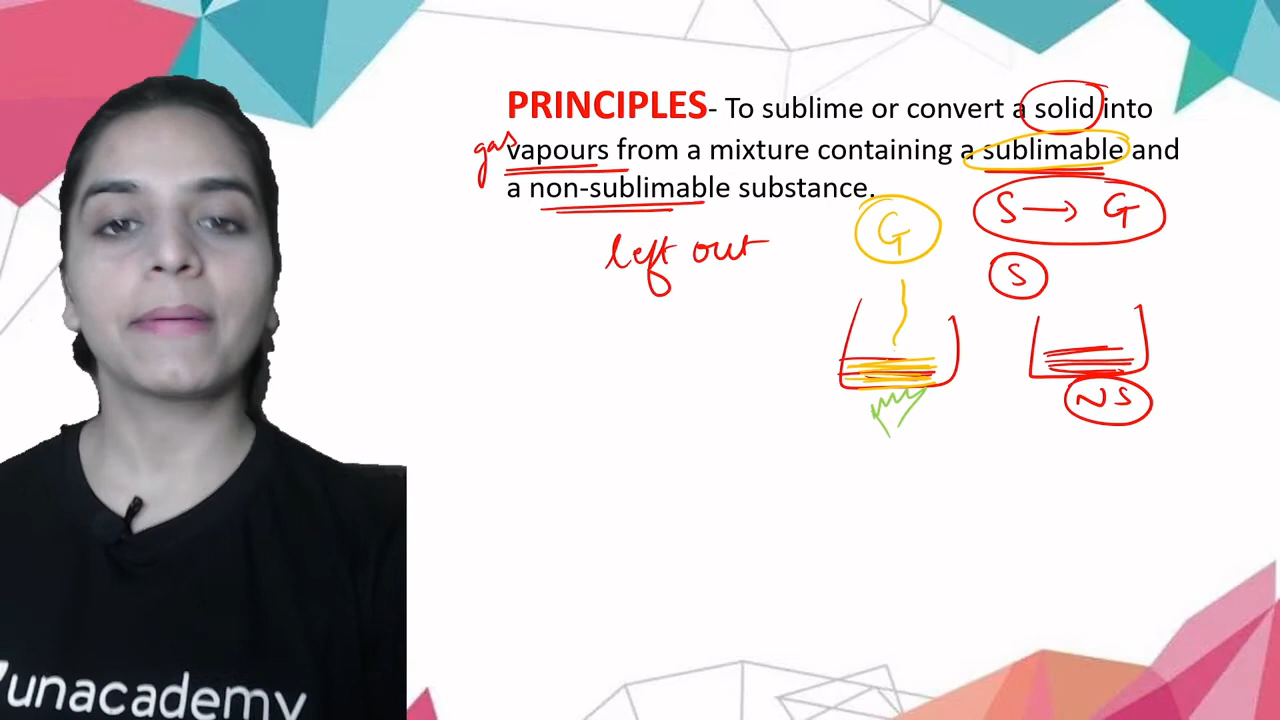 PRINCIPLES- To sublime or convert a solid into
gas
vapours from a mixture containing a sublimable and
a non-sublimable substance.
S → G
G
left out
S
NS
unacademy